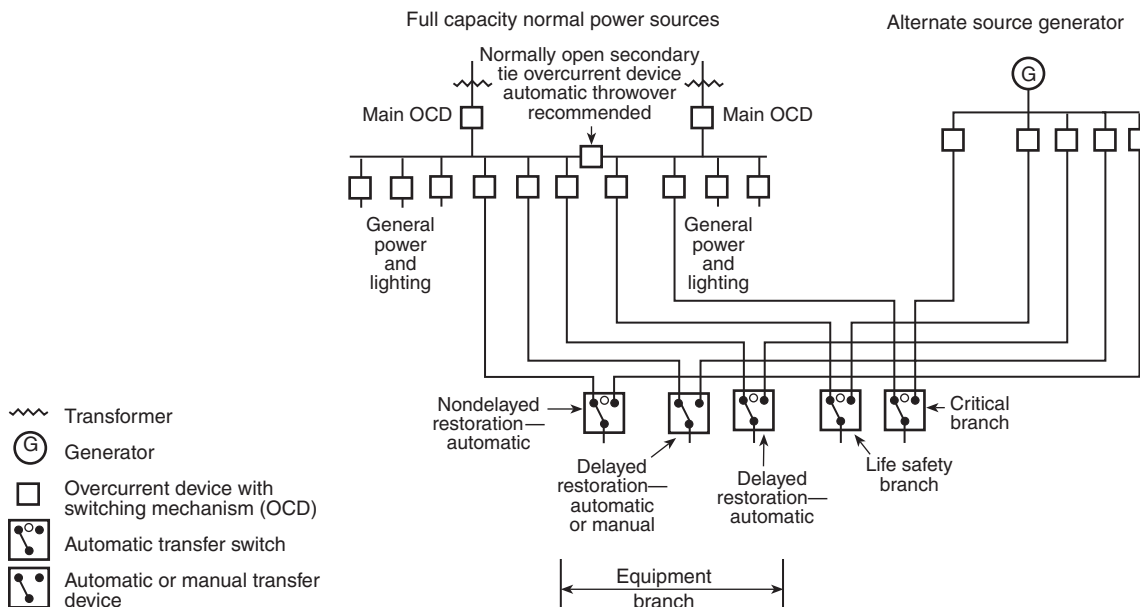 Full capacity normal power sources
Alternate source generator
Normally open secondary
tie overcurrent device
automatic throwover
recommended
G
Main OCD
Main OCD
General
power
and
lighting
General
power
and
lighting
Nondelayed
restoration—
automatic
Delayed
restoration—
automatic
or manual
Delayed
restoration—
automatic
Life safety
branch
Critical
branch
Transformer
G
Generator
Overcurrent device with
switching mechanism (OCD)
Automatic transfer switch
Automatic or manual transfer
device
Equipment
branch